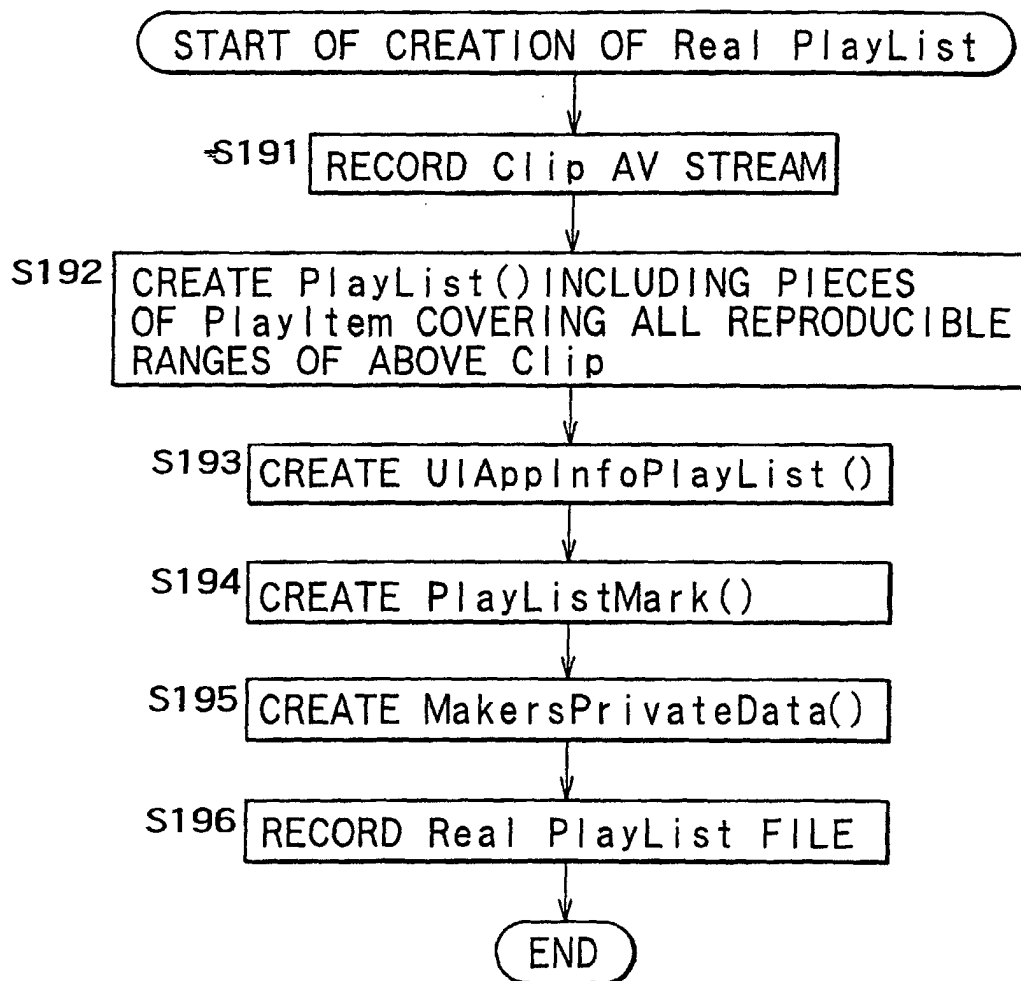 START OF CREATION OF Real PlayList
S191
RECORD Clip AV STREAM
S192
CREATE PlayList() INCLUDING PIECES
OF PlayItem COVERING ALL REPRODUCIBLE
RANGES OF ABOVE Clip
S193
CREATE UIAppInfoPlayList()
S194
CREATE PlayListMark()
S195
CREATE MakersPrivateData()
S196
RECORD Real PlayList FILE
END